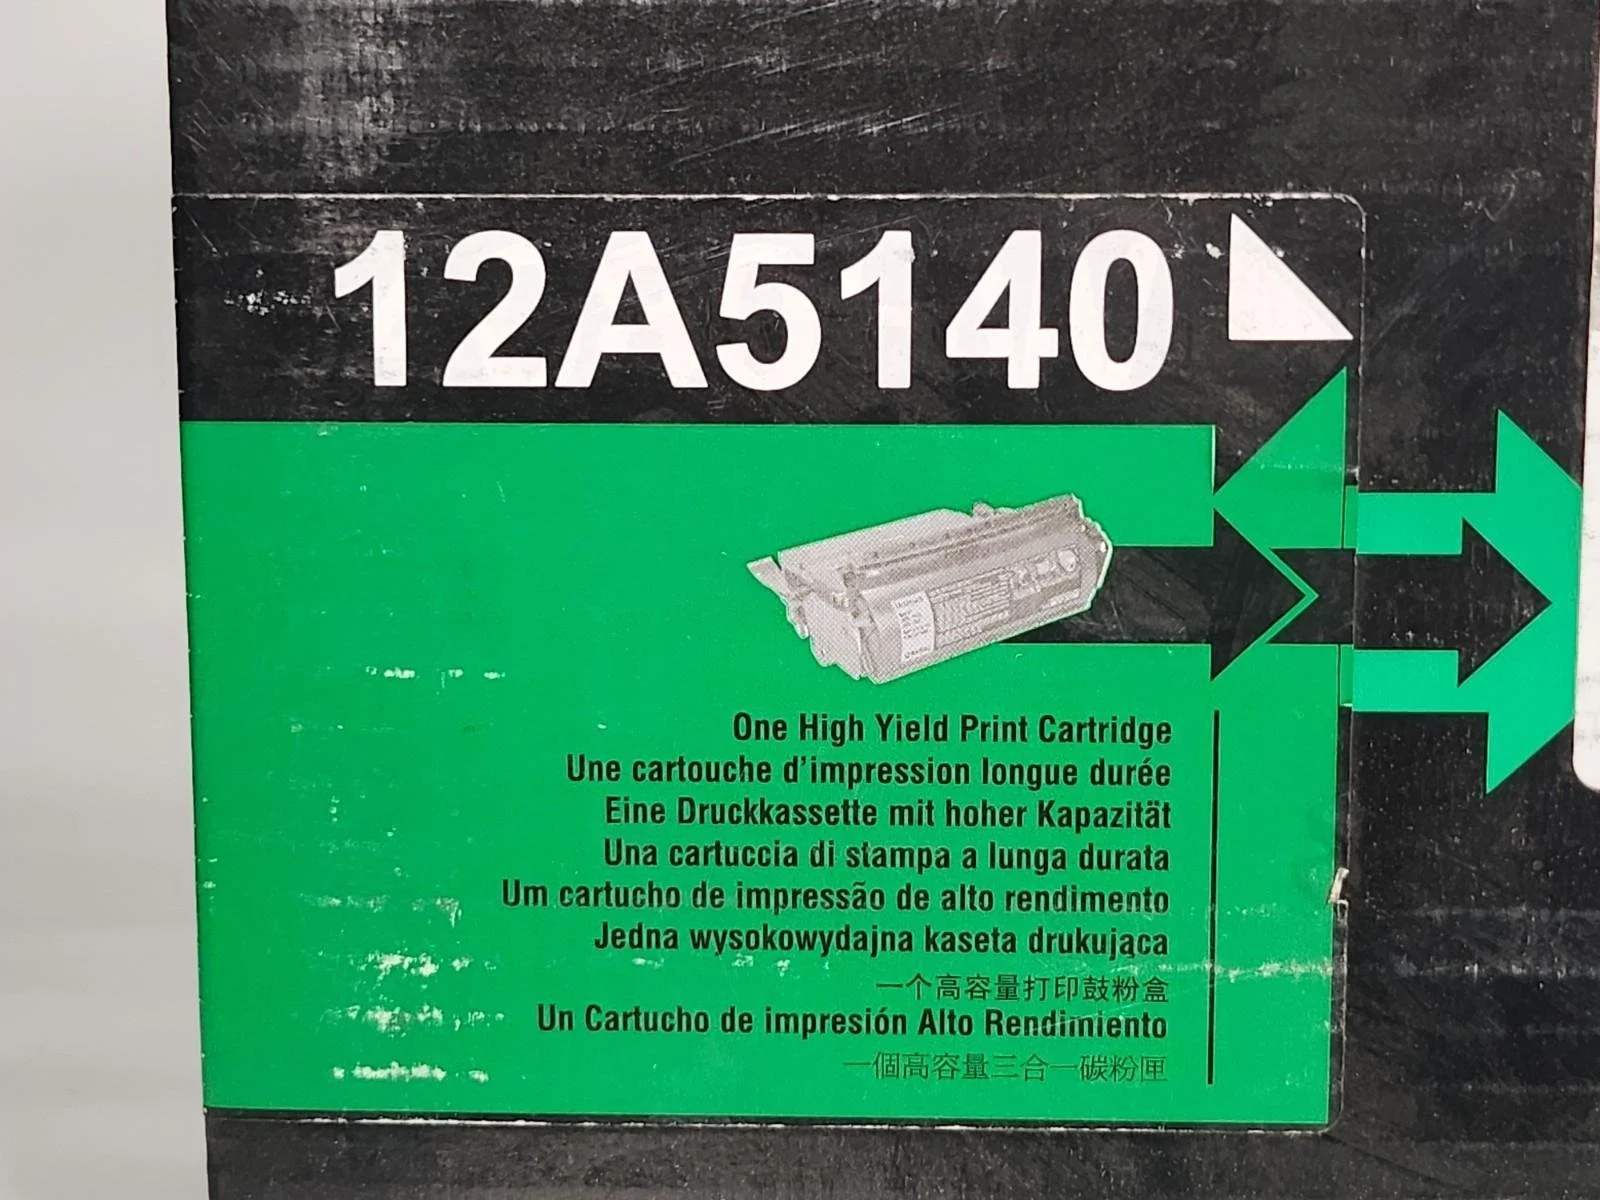 12A5140
One High Yield Print Cartridge
Une cartouche d'impression longue durée
Eine Druckkassette mit hoher Kapazität
Una cartuccia di stampa a lunga durata
Um cartucho de impressão de alto rendimento
Jedna wysokowydajna kaseta drukująca
一个高容量打印鼓粉盒
Un Cartucho de impresión Alto Rendimiento
一個高容量三合一碳粉匣